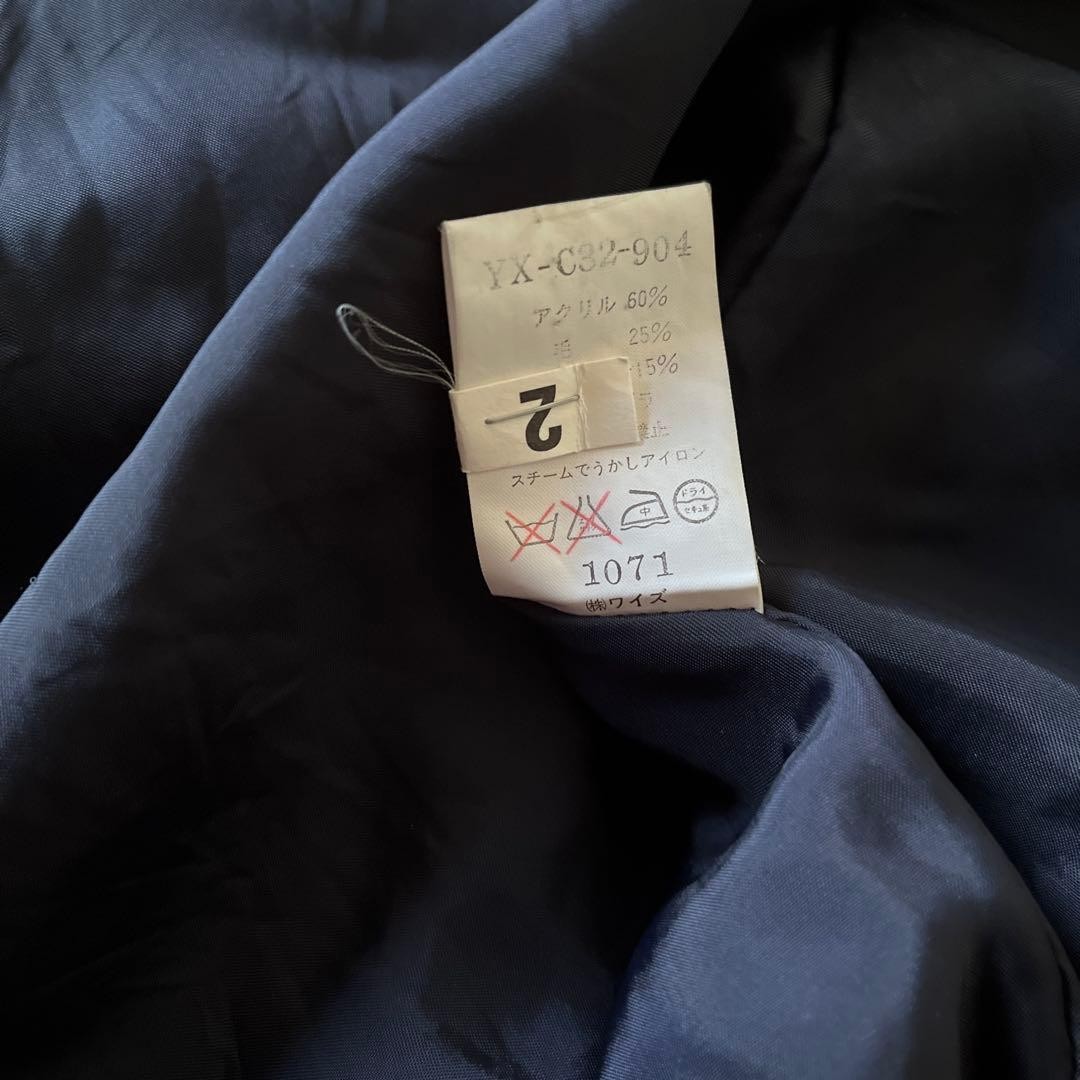 YX-C32-904
アクリル 60%
毛 25%
15%
2
スチームでうかしアイロン
中
ドライ
セキュ系
1071
㈱ワイズ